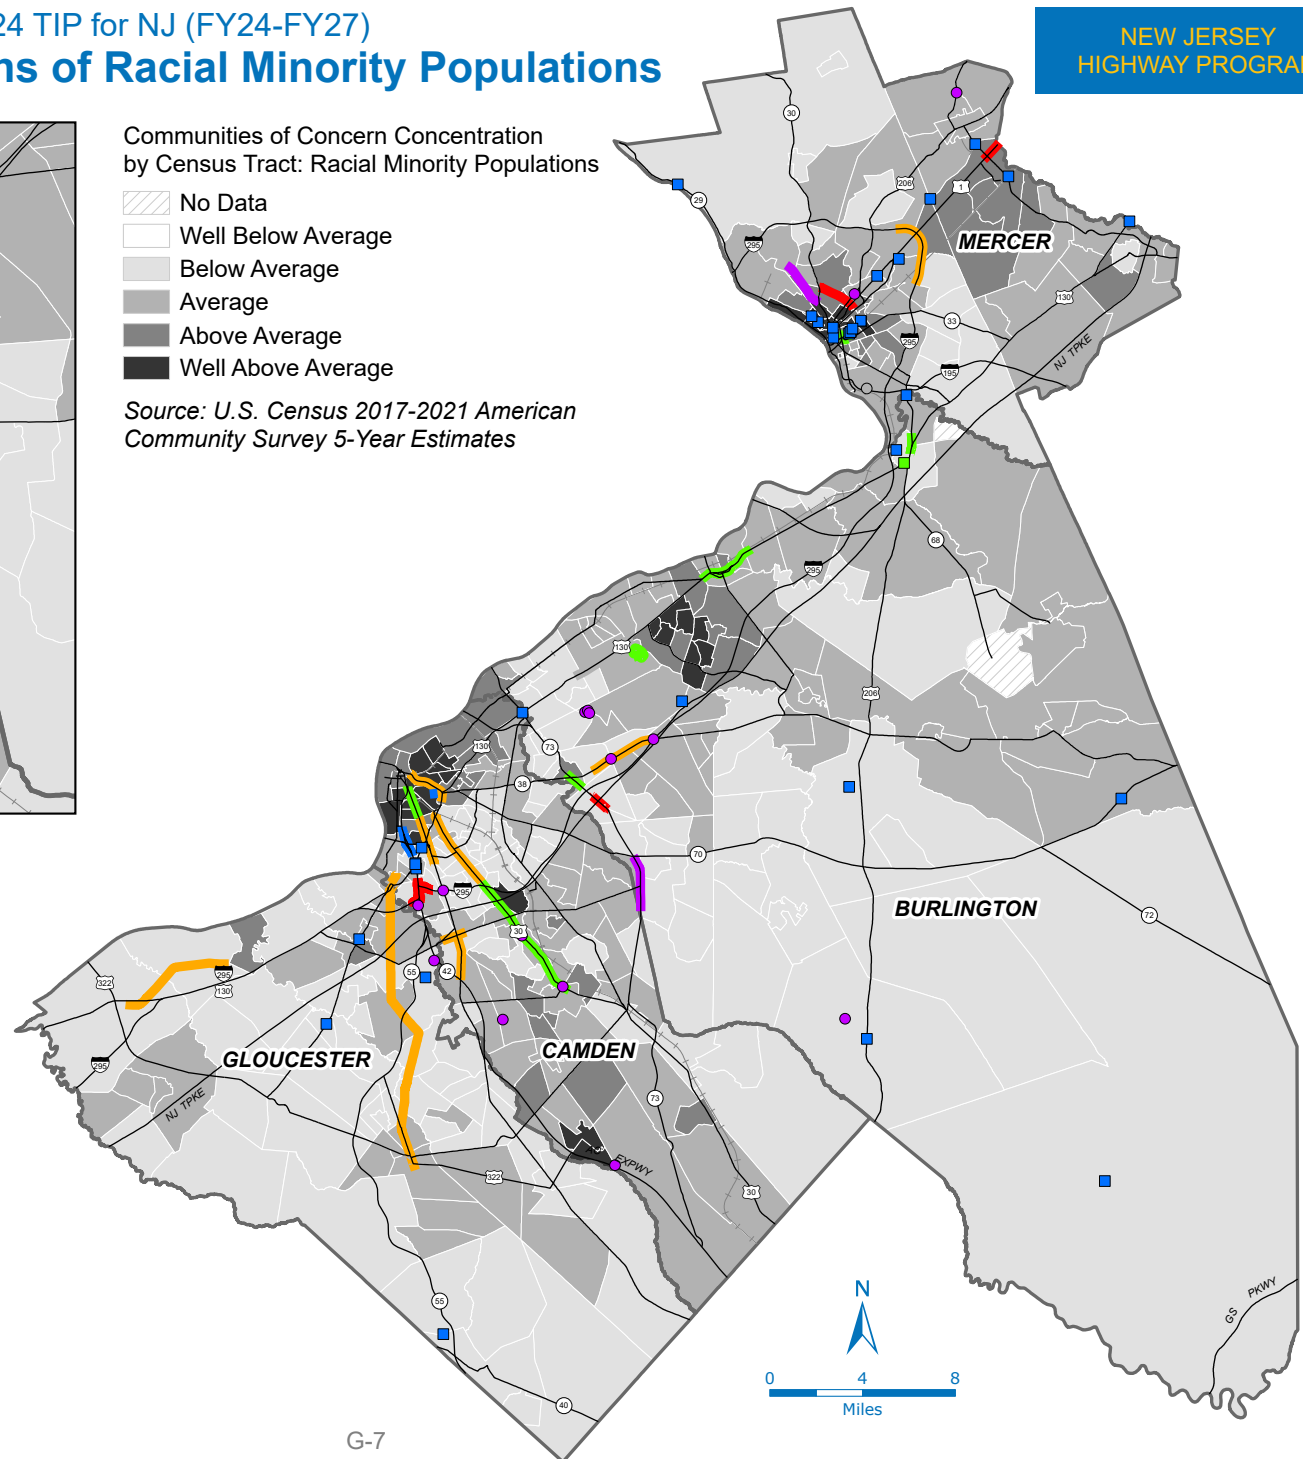 24 TIP for NJ (FY24-FY27)
ns of Racial Minority Populations
NEW JERSEY
HIGHWAY PROGRA
Communities of Concern Concentration
by Census Tract: Racial Minority Populations
No Data
Well Below Average
Below Average
Average
Above Average
Well Above Average
Source: U.S. Census 2017-2021 American
Community Survey 5-Year Estimates
30
206
1
29
295
MERCER
130
33
295
195
NJ TPKE
68
295
130
206
73
130
38
70
295
BURLINGTON
72
30
322
295
130
55
42
295
GLOUCESTER
CAMDEN
NJ TPKE
73
EXPWY
322
30
55
N
GS PKWY
0 4 8
Miles
40
G-7